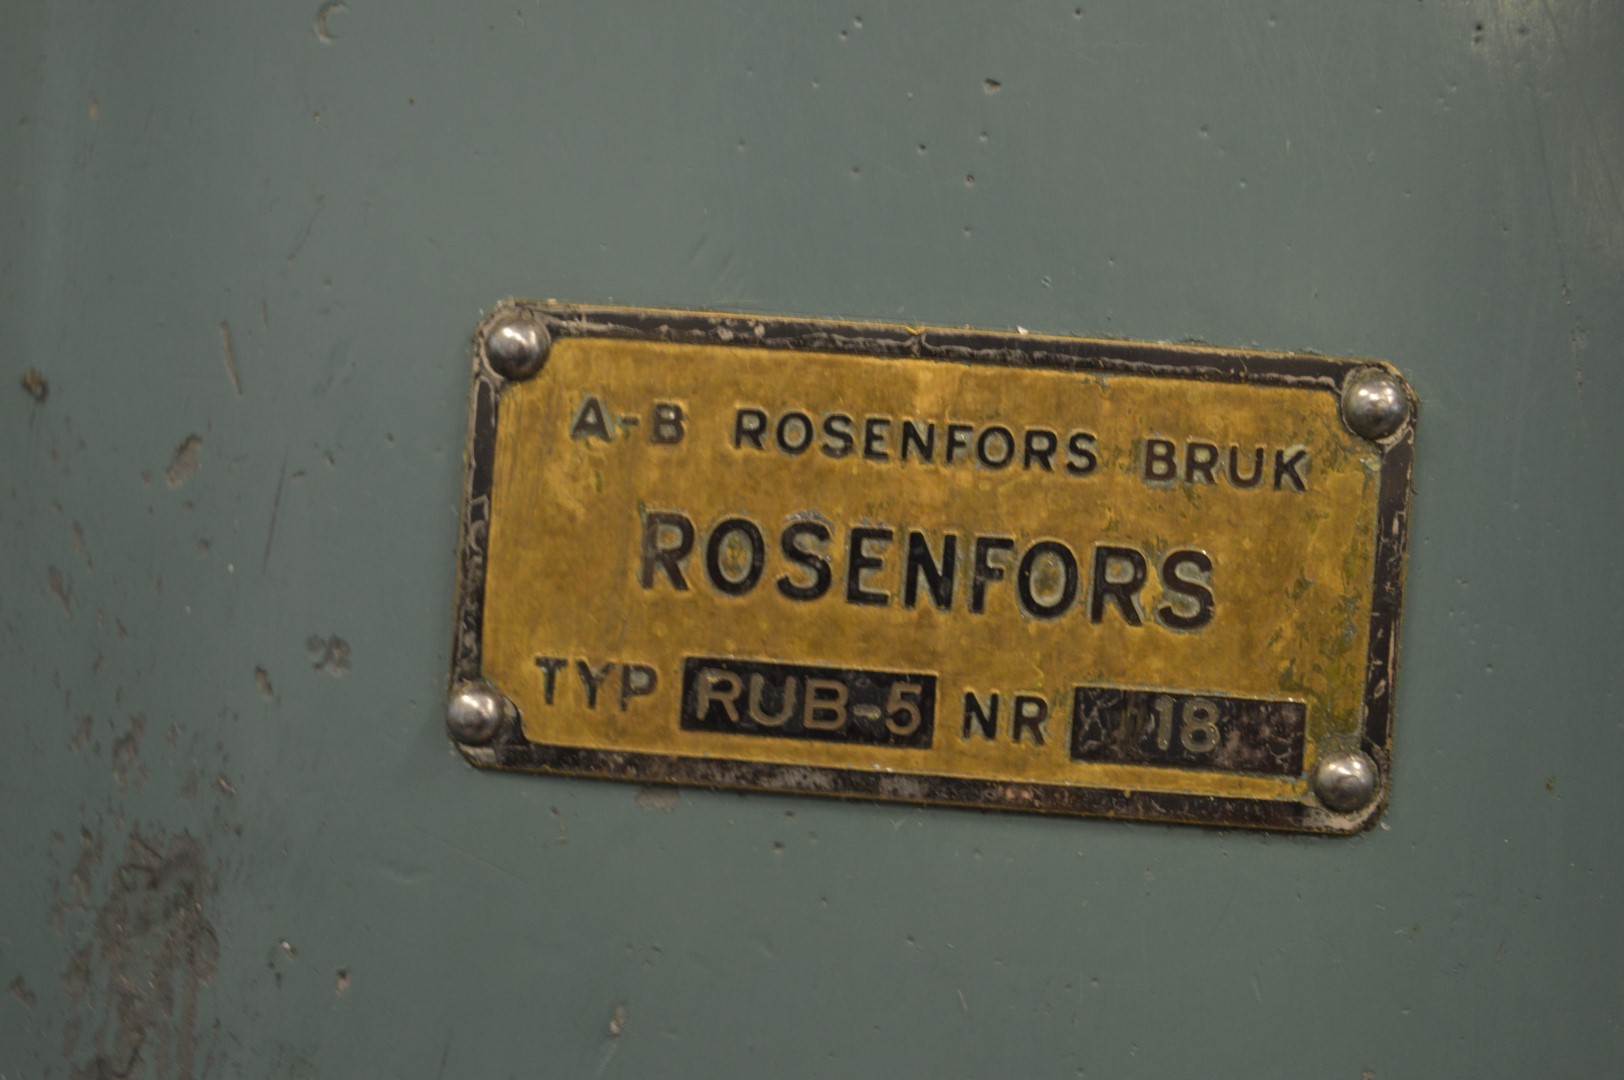 A-B ROSENFORS BRUK
ROSENFORS
TYP RUB-5 NR 18